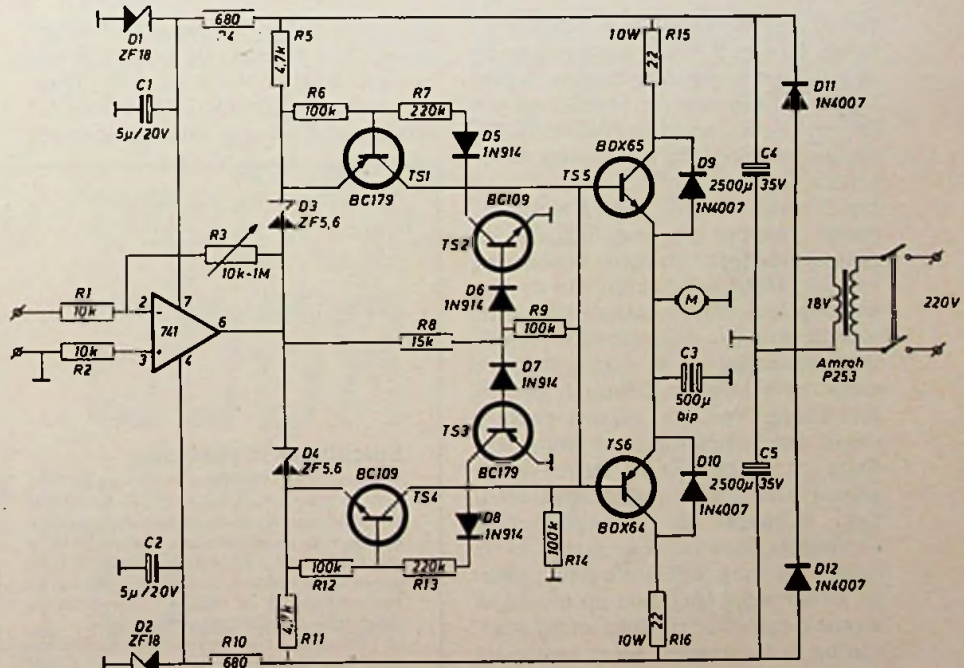 D1
ZF18
680
R4
R5
4,7k
10W
R15
22
C1
5µ/20V
R6
100k
R7
220k
D5
1N914
TS1
BC179
BDX65
TS5
D9
2500µ
1N4007
C4
35V
D11
1N4007
D3
ZF5,6
R3
10k-1M
BC109
TS2
D6
1N914
R9
100k
M
18V
220V
R1
10k
2
7
741
6
3
4
10k
R2
R8
15k
D7
1N914
C3
500µ
bip
Amroh
P253
TS3
BC179
D4
ZF5,6
BC109
TS4
D8
1N914
TS6
BDX64
D10
2500µ
1N4007
C5
35V
R14
100k
D12
1N4007
C2
5µ/20V
100k
R12
220k
R13
4,7k
R11
22
10W
R16
D2
ZF18
R10
680